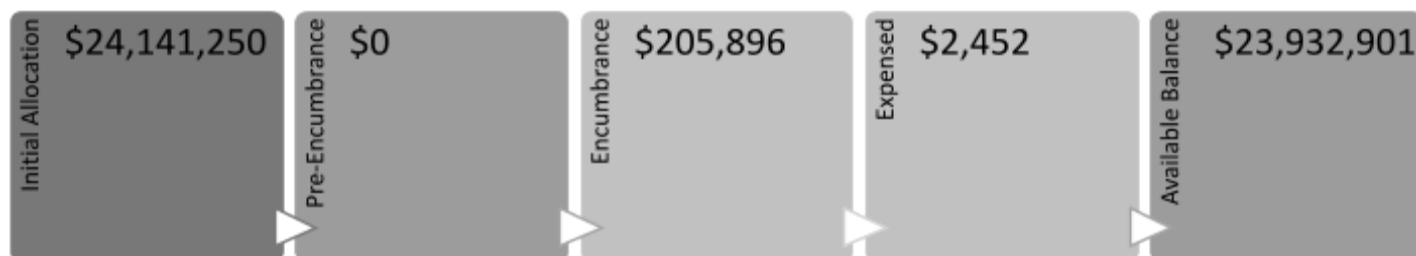 Initial Allocation
$24,141,250
Pre-Encumbrance
$0
Encumbrance
$205,896
Expensed
$2,452
Available Balance
$23,932,901